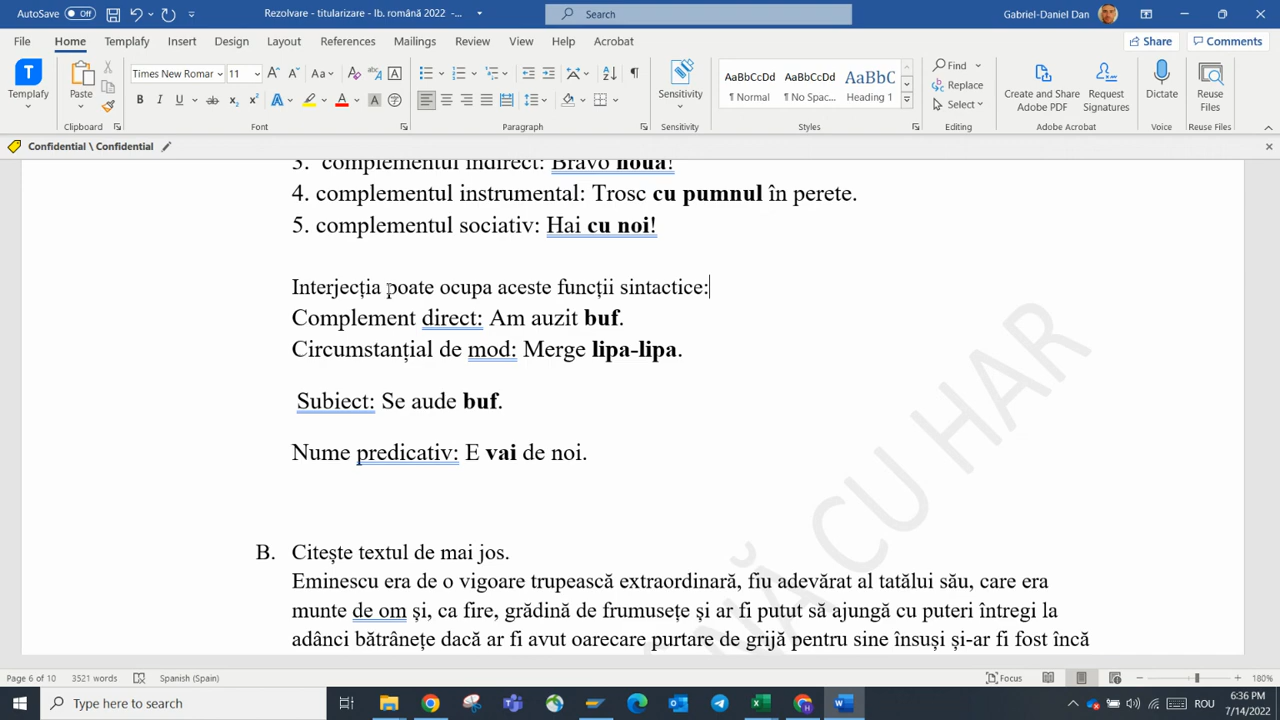 AutoSave Off Rezolvare - titularizare - lb. română 2022 -... Search Gabriel-Daniel Dan
File Home Templafy Insert Design Layout References Mailings Review View Help Acrobat Share Comments
Times New Roman 11 Find
AaBbCcDd AaBbCcDd AaBbC Replace
Templafy Paste ¶ Normal ¶ No Spac... Heading 1 Select Sensitivity Create and Share Adobe PDF Request Signatures Dictate Reuse Files
Clipboard Font Paragraph Styles Editing Sensitivity Adobe Acrobat Voice Reuse Files
Confidential \ Confidential
3. complementul indirect: Bravo nouă!
4. complementul instrumental: Trosc cu pumnul în perete.
5. complementul sociativ: Hai cu noi!
Interjecția poate ocupa aceste funcții sintactice:
Complement direct: Am auzit buf.
Circumstanțial de mod: Merge lipa-lipa.
Subiect: Se aude buf.
Nume predicativ: E vai de noi.
NĂ CU HAR
B. Citește textul de mai jos.
Eminescu era de o vigoare trupească extraordinară, fiu adevărat al tatălui său, care era
munte de om și, ca fire, grădină de frumusețe și ar fi putut să ajungă cu puteri întregi la
adânci bătrânețe dacă ar fi avut oarecare purtare de grijă pentru sine însuși și-ar fi fost încă
Page 6 of 10 3521 words Spanish (Spain) Focus 180%
Type here to search ROU 6:36 PM
7/14/2022